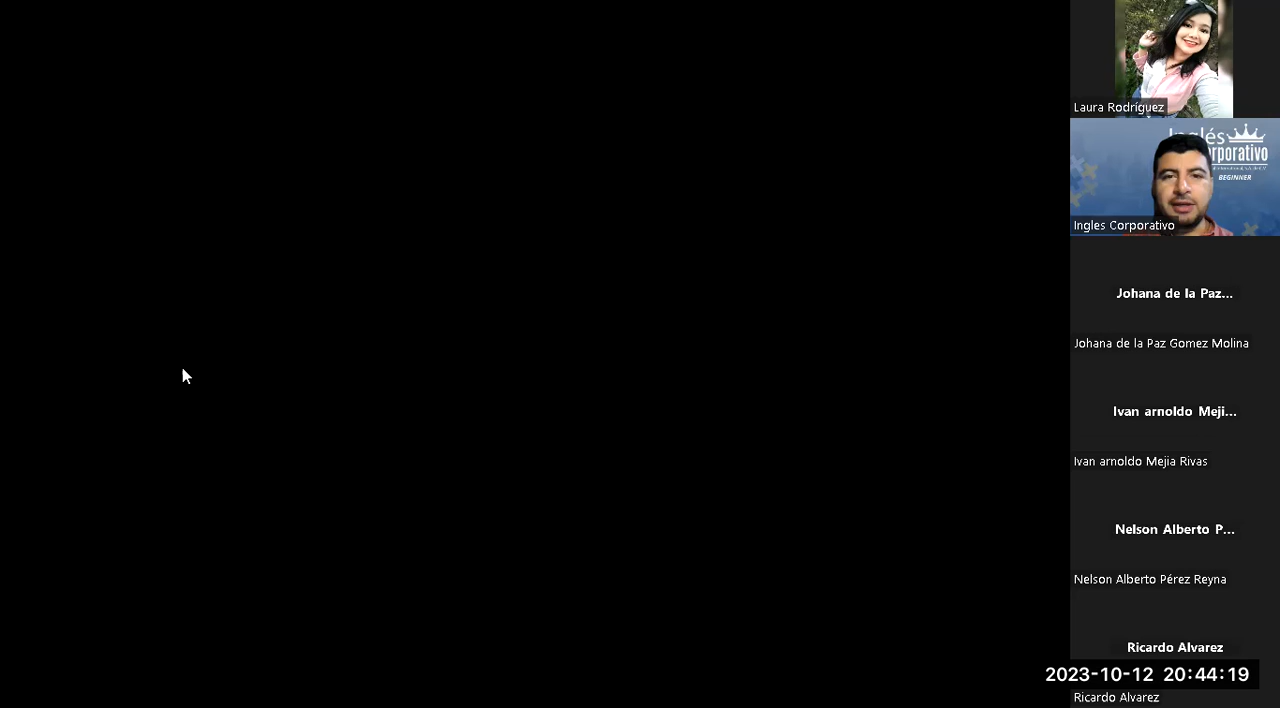 Laura Rodríguez
Inglés
orporativo
BEGINNER
Ingles Corporativo
Johana de la Paz...
Johana de la Paz Gomez Molina
Ivan arnoldo Meji...
Ivan arnoldo Mejia Rivas
Nelson Alberto P...
Nelson Alberto Pérez Reyna
Ricardo Alvarez
2023-10-12 20:44:19
Ricardo Alvarez